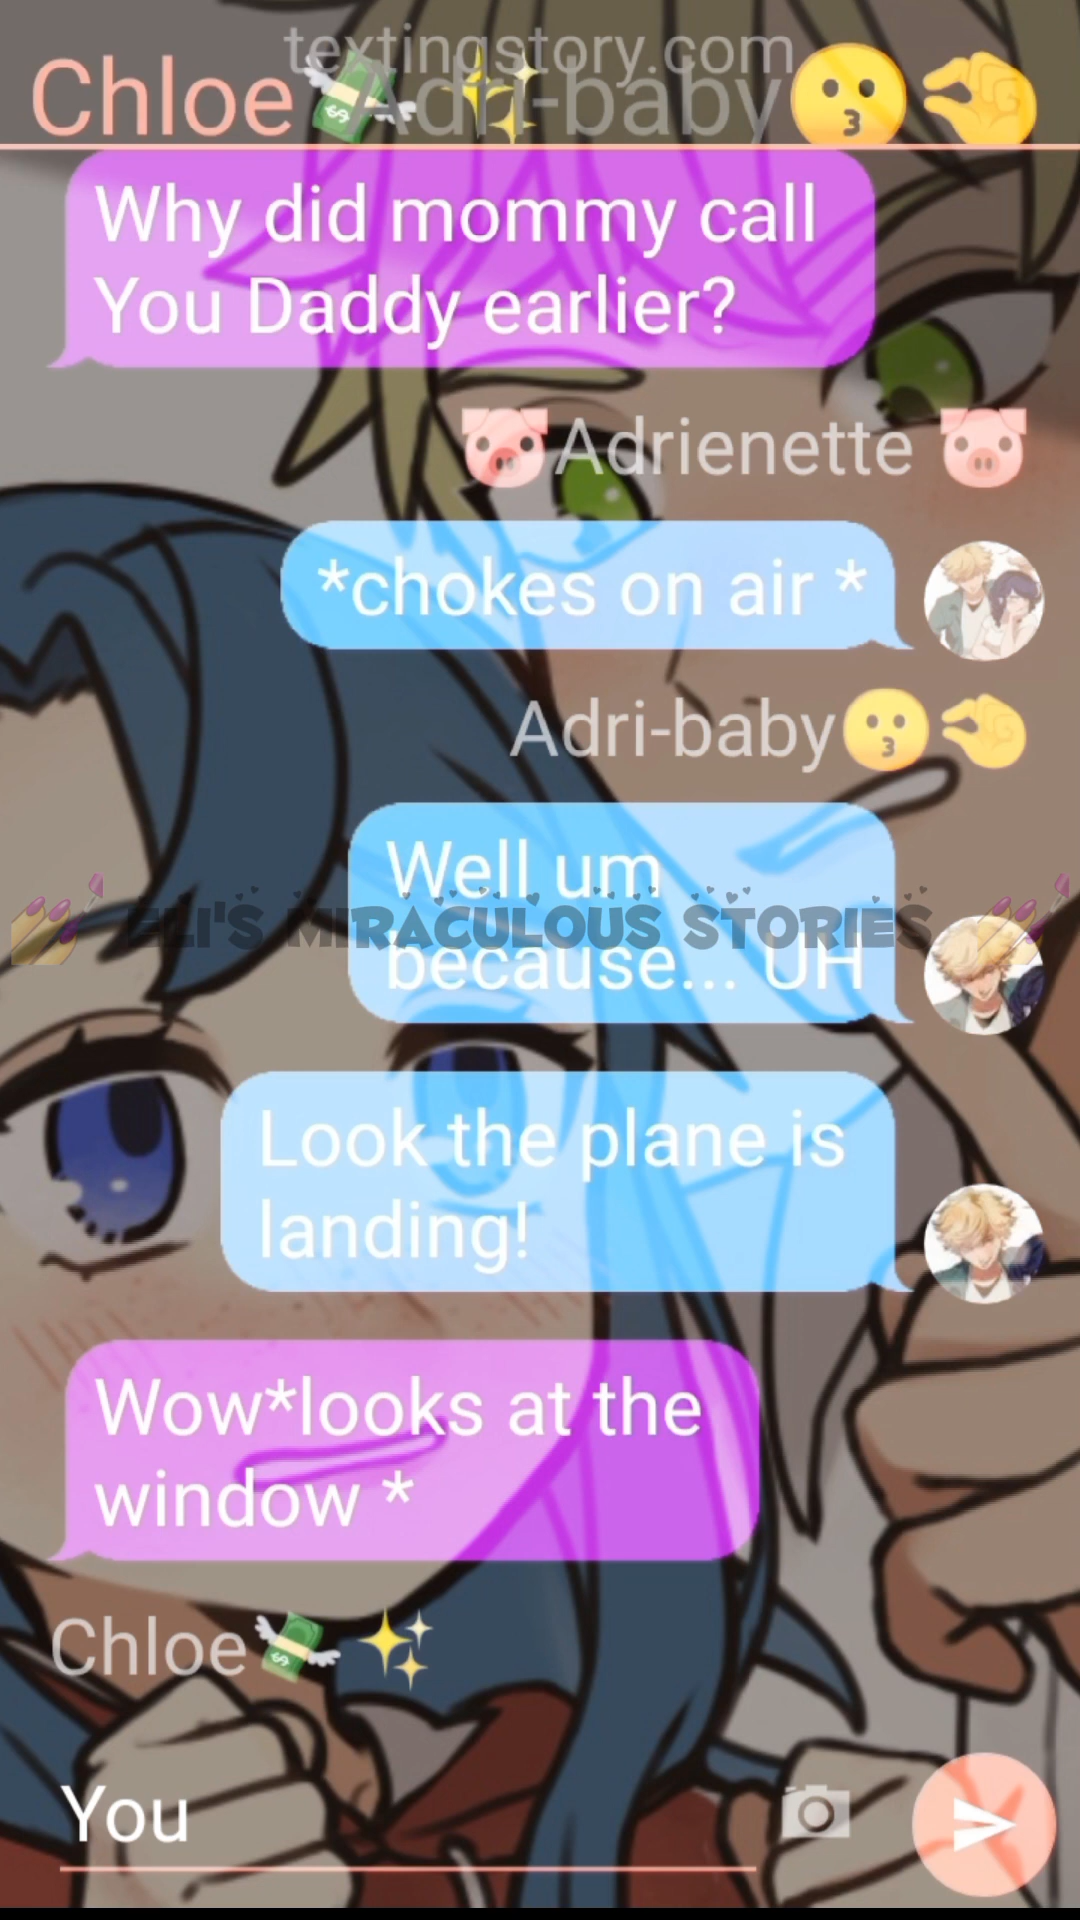 textingstory.com
Chloe💸✨ Adri-baby😗🤏
Why did mommy call
You Daddy earlier?
🐷Adrienette 🐷
*chokes on air *
Adri-baby😗🤏
Well um
because... UH
💅 ELI'S MIRACULOUS STORIES 💅
Look the plane is
landing!
Wow*looks at the
window *
Chloe💸✨
You